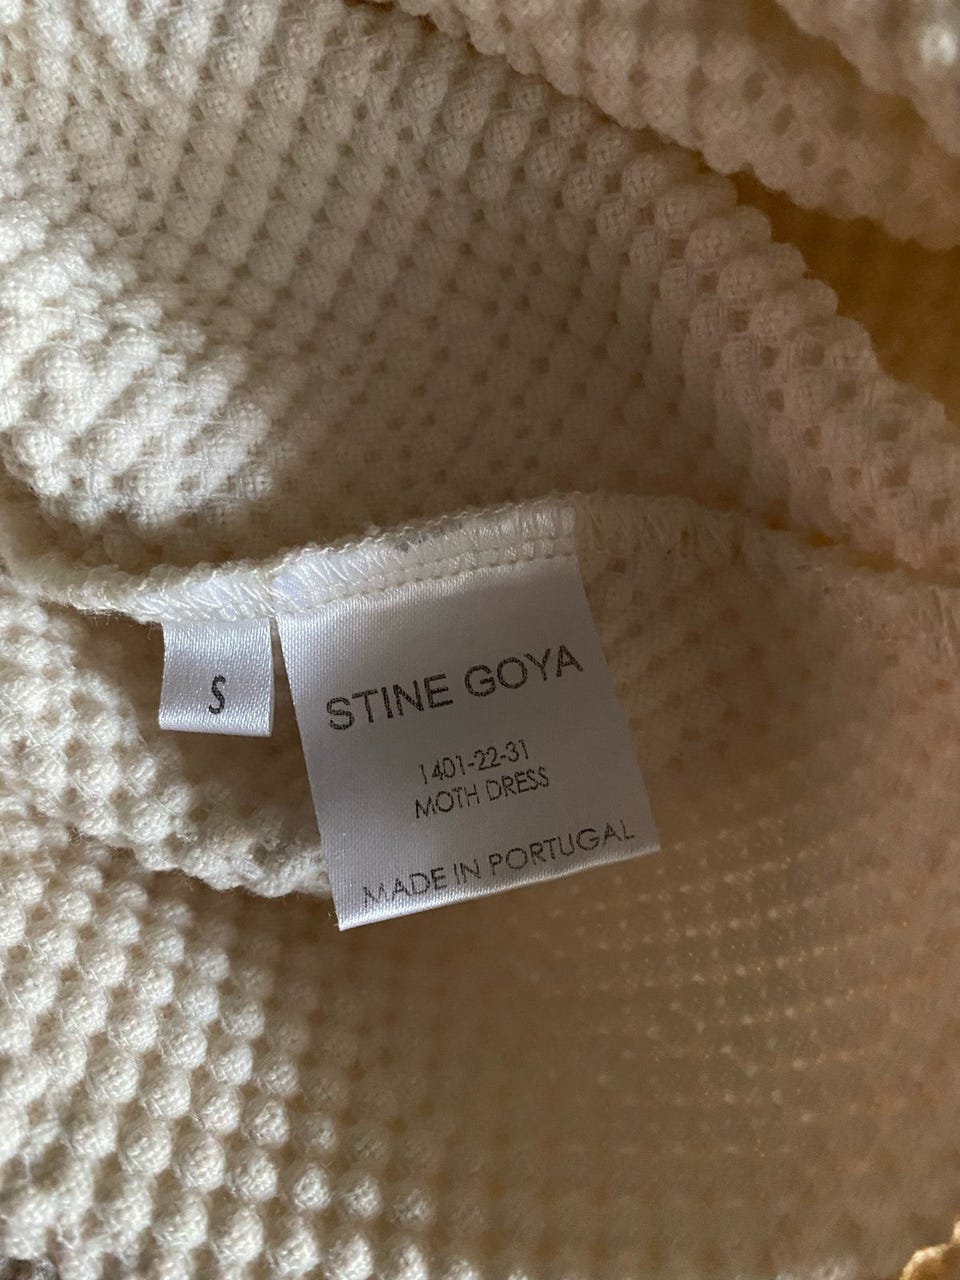 S
STINE GOYA
1401-22-31
MOTH DRESS
MADE IN PORTUGAL